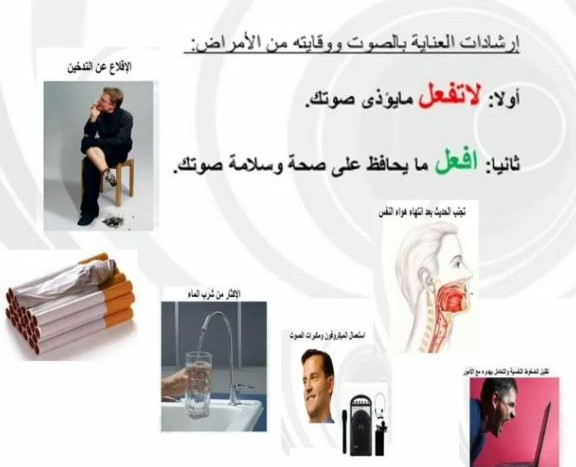 إرشادات العناية بالصوت ووقايته من الأمراض:
الإقلاع عن التدخين
أولا: لاتفعل مايؤذى صوتك.
ثانيا: افعل ما يحافظ على صحة وسلامة صوتك.
تجنب الحديث بعد انتهاء هواء النفس
الاكثار من شرب الماء
استعمال الميكروفون ومكبرات الصوت
تقليل الضغوط النفسية والتعامل بهدوء مع الأمور